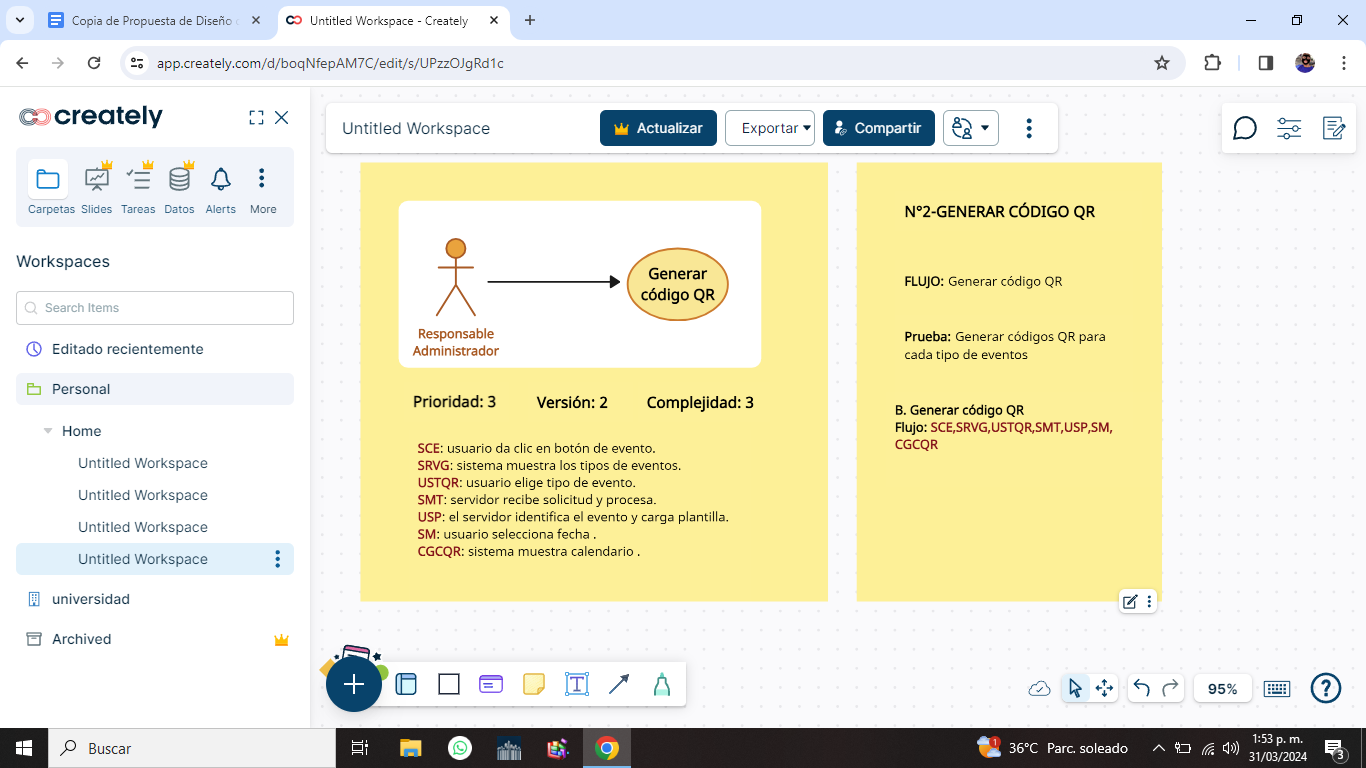 Copia de Propuesta de Diseño
Untitled Workspace - Creately
app.creately.com/d/boqNfepAM7C/edit/s/UPzzOJgRd1c
creately
Untitled Workspace
Actualizar
Exportar
Compartir
Carpetas
Slides
Tareas
Datos
Alerts
More
Workspaces
Search Items
Editado recientemente
Personal
Home
Untitled Workspace
Untitled Workspace
Untitled Workspace
Untitled Workspace
universidad
Archived
Generar
código QR
Responsable
Administrador
Prioridad: 3
Versión: 2
Complejidad: 3
SCE: usuario da clic en botón de evento.
SRVG: sistema muestra los tipos de eventos.
USTQR: usuario elige tipo de evento.
SMT: servidor recibe solicitud y procesa.
USP: el servidor identifica el evento y carga plantilla.
SM: usuario selecciona fecha .
CGCQR: sistema muestra calendario .
N°2-GENERAR CÓDIGO QR
FLUJO: Generar código QR
Prueba: Generar códigos QR para
cada tipo de eventos
B. Generar código QR
Flujo: SCE,SRVG,USTQR,SMT,USP,SM,
CGCQR
95%
Buscar
1
36°C Parc. soleado
1:53 p. m.
31/03/2024
3